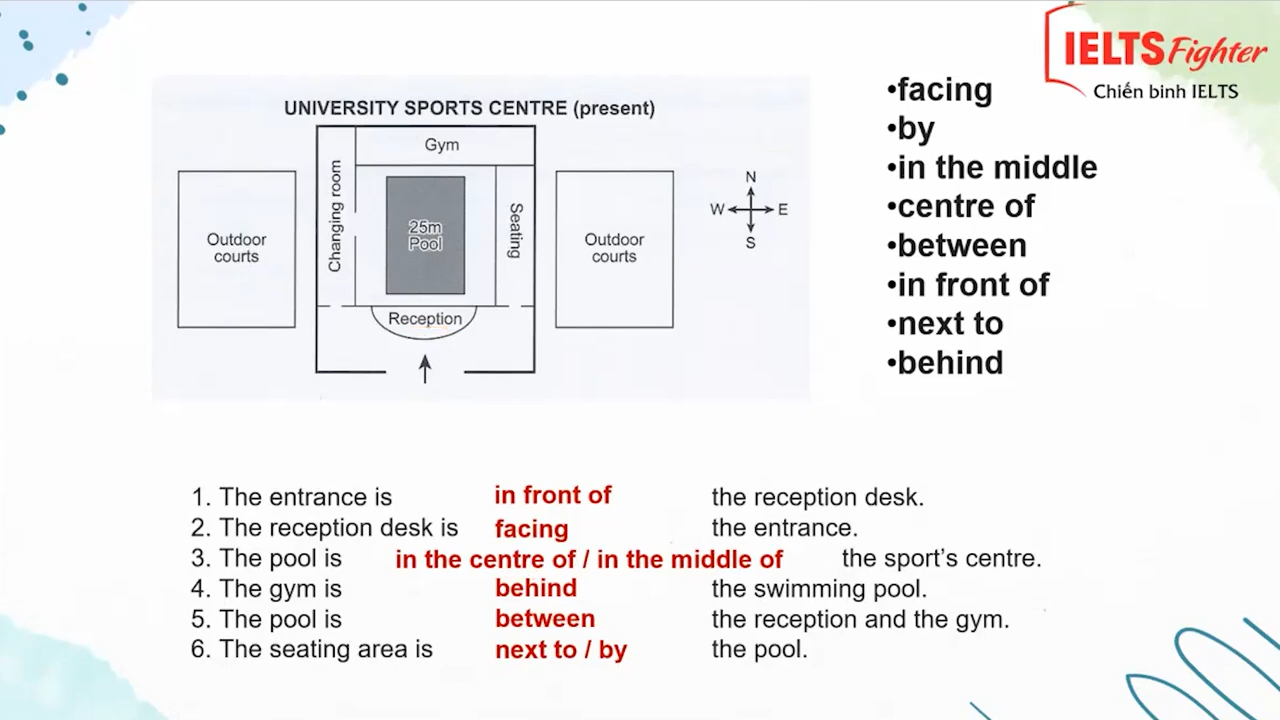 IELTS Fighter
Chiến binh IELTS
UNIVERSITY SPORTS CENTRE (present)
Gym
Changing room
25m
Pool
Seating
Outdoor
courts
Outdoor
courts
Reception
N
W E
S
•facing
•by
•in the middle
•centre of
•between
•in front of
•next to
•behind
1. The entrance is in front of the reception desk.
2. The reception desk is facing the entrance.
3. The pool is in the centre of / in the middle of the sport's centre.
4. The gym is behind the swimming pool.
5. The pool is between the reception and the gym.
6. The seating area is next to / by the pool.